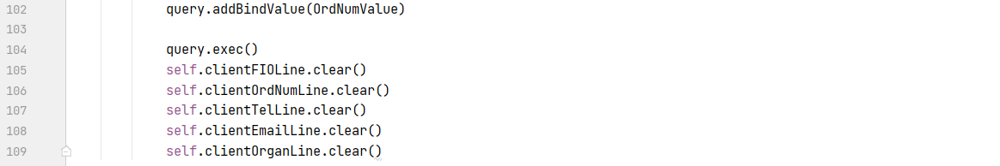 102 query.addBindValue(OrdNumValue)
103
104 query.exec()
105 self.clientFIOLine.clear()
106 self.clientOrdNumLine.clear()
107 self.clientTelLine.clear()
108 self.clientEmailLine.clear()
109 self.clientOrganLine.clear()